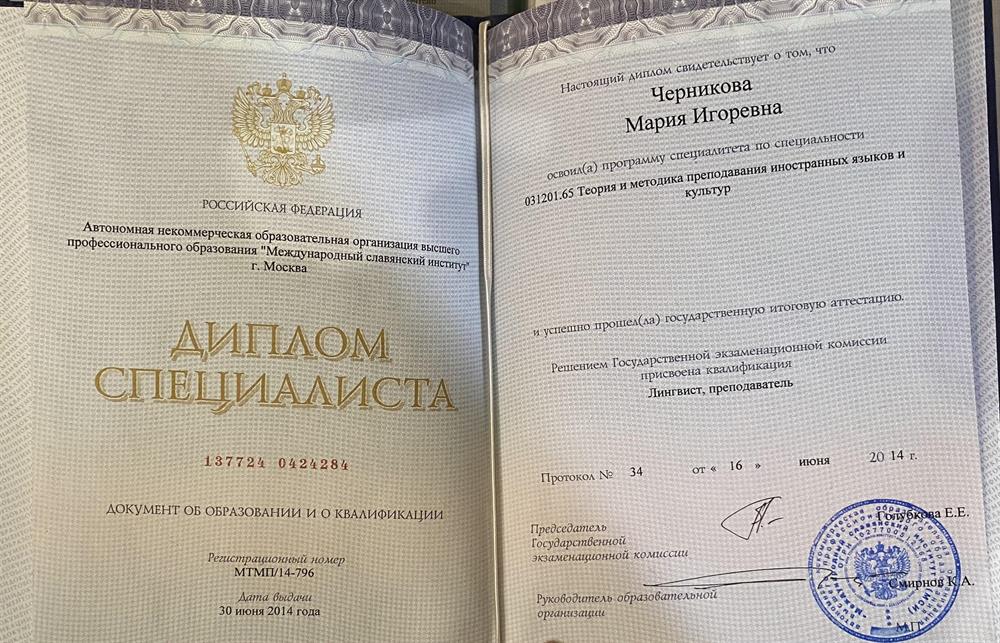 РОССИЙСКАЯ ФЕДЕРАЦИЯ
Автономная некоммерческая образовательная организация высшего
профессионального образования "Международный славянский институт"
г. Москва
ДИПЛОМ
СПЕЦИАЛИСТА
137724 0424284
ДОКУМЕНТ ОБ ОБРАЗОВАНИИ И О КВАЛИФИКАЦИИ
Регистрационный номер
МТМП/14-796
Дата выдачи
30 июня 2014 года
Настоящий диплом свидетельствует о том, что
Черникова
Мария Игоревна
освоил(а) программу специалитета по специальности
031201.65 Теория и методика преподавания иностранных языков и
культур
и успешно прошел(ла) государственную итоговую аттестацию.
Решением Государственной экзаменационной комиссии
присвоена квалификация
Лингвист, преподаватель
Протокол № 34 от « 16 » июня 20 14 г.
Председатель
Государственной
экзаменационной комиссии
Голубкова Е.Е.
Руководитель образовательной
организации
Смирнов К.А.
М.П.